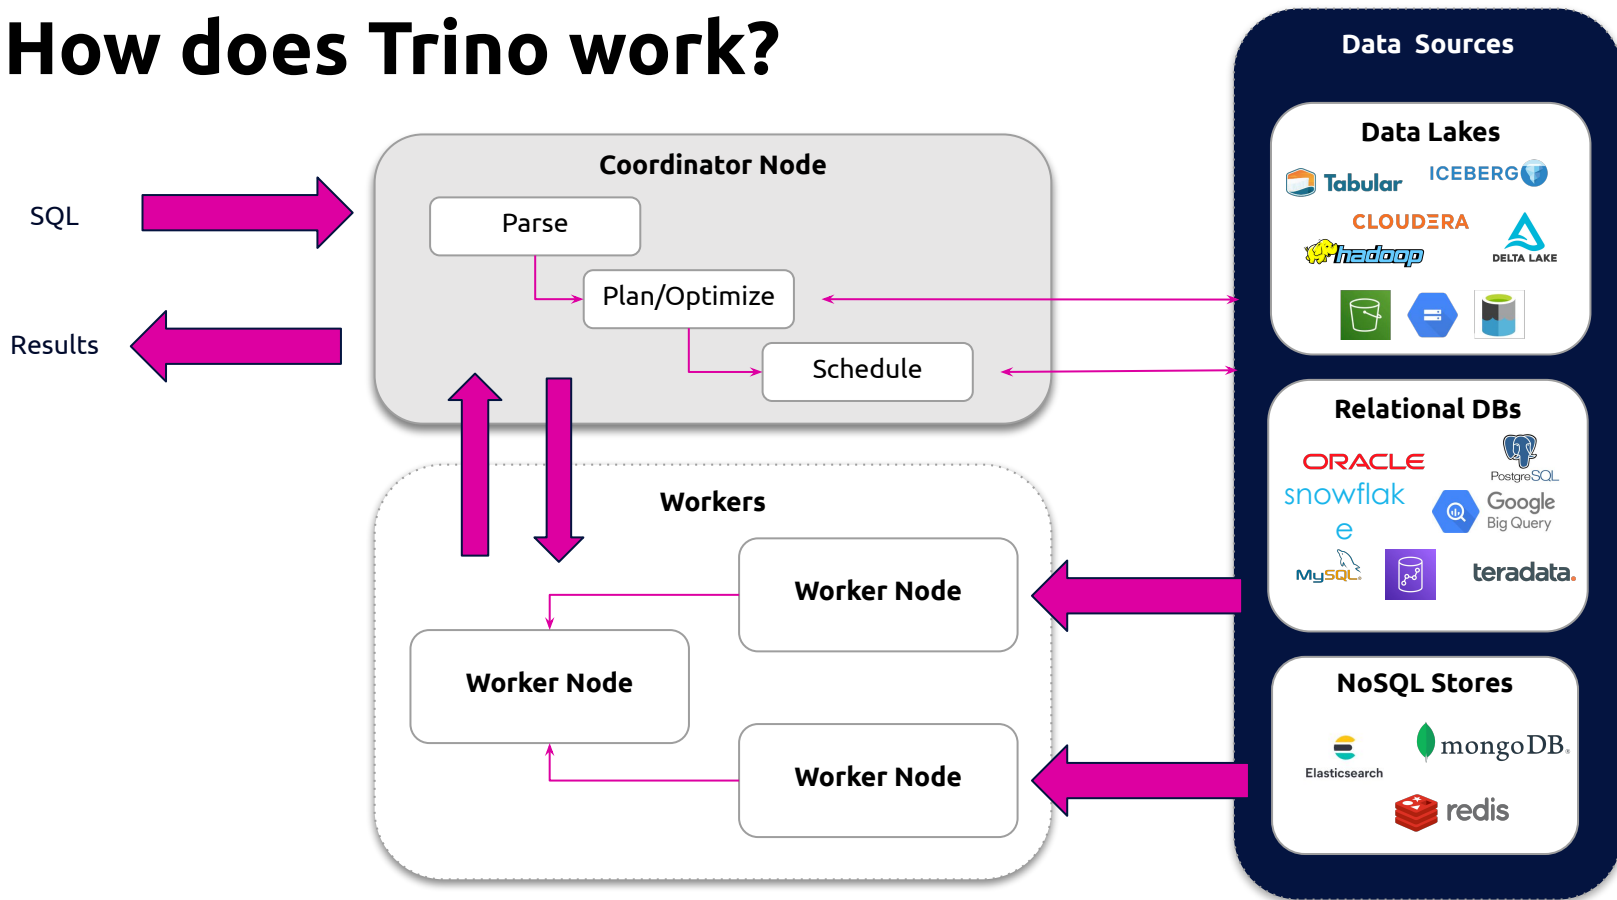 How does Trino work?
SQL
Results
Coordinator Node
Parse
Plan/Optimize
Schedule
Workers
Worker Node
Worker Node
Worker Node
Data Sources
Data Lakes
Tabular
ICEBERG
CLOUDERA
hadoop
DELTA LAKE
Relational DBs
ORACLE
PostgreSQL
snowflak
e
Google
Big Query
MySQL
teradata.
NoSQL Stores
Elasticsearch
mongoDB
redis